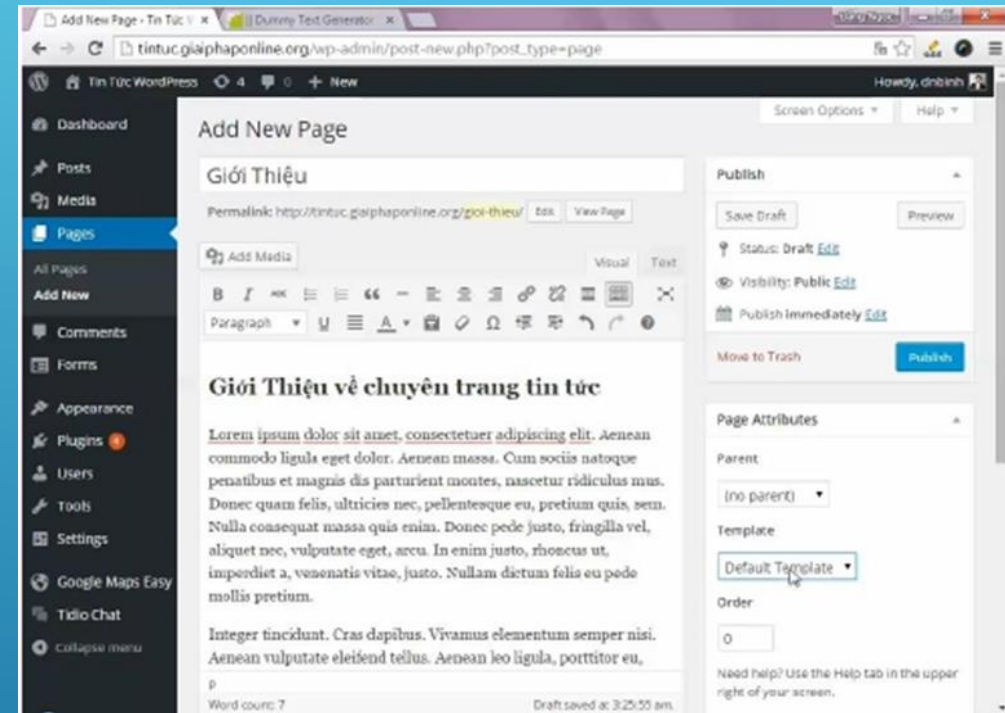 Add New Page - Tin Tức V
Dummy Text Generator
tintuc.giaiphaponline.org/wp-admin/post-new.php?post_type=page
Tin Tức WordPress 4 0 + New
Howdy, dnbinh
Screen Options Help
Dashboard
Posts
Media
Pages
All Pages
Add New
Comments
Forms
Appearance
Plugins 4
Users
Tools
Settings
Google Maps Easy
Tidio Chat
Collapse menu
Add New Page
Giới Thiệu
Permalink: http://tintuc.giaiphaponline.org/gioi-thieu/ Edit View Page
Add Media
Visual Text
B I ABC
Paragraph U A Ω
Giới Thiệu về chuyên trang tin tức
Lorem ipsum dolor sit amet, consectetuer adipiscing elit. Aenean
commodo ligula eget dolor. Aenean massa. Cum sociis natoque
penatibus et magnis dis parturient montes, nascetur ridiculus mus.
Donec quam felis, ultricies nec, pellentesque eu, pretium quis, sem.
Nulla consequat massa quis enim. Donec pede justo, fringilla vel,
aliquet nec, vulputate eget, arcu. In enim justo, rhoncus ut,
imperdiet a, venenatis vitae, justo. Nullam dictum felis eu pede
mollis pretium.
Integer tincidunt. Cras dapibus. Vivamus elementum semper nisi.
Aenean vulputate eleifend tellus. Aenean leo ligula, porttitor eu,
p
Word count: 7 Draft saved at 3:25:55 am.
Publish
Save Draft Preview
Status: Draft Edit
Visibility: Public Edit
Publish immediately Edit
Move to Trash Publish
Page Attributes
Parent
(no parent)
Template
Default Template
Order
0
Need help? Use the Help tab in the upper
right of your screen.